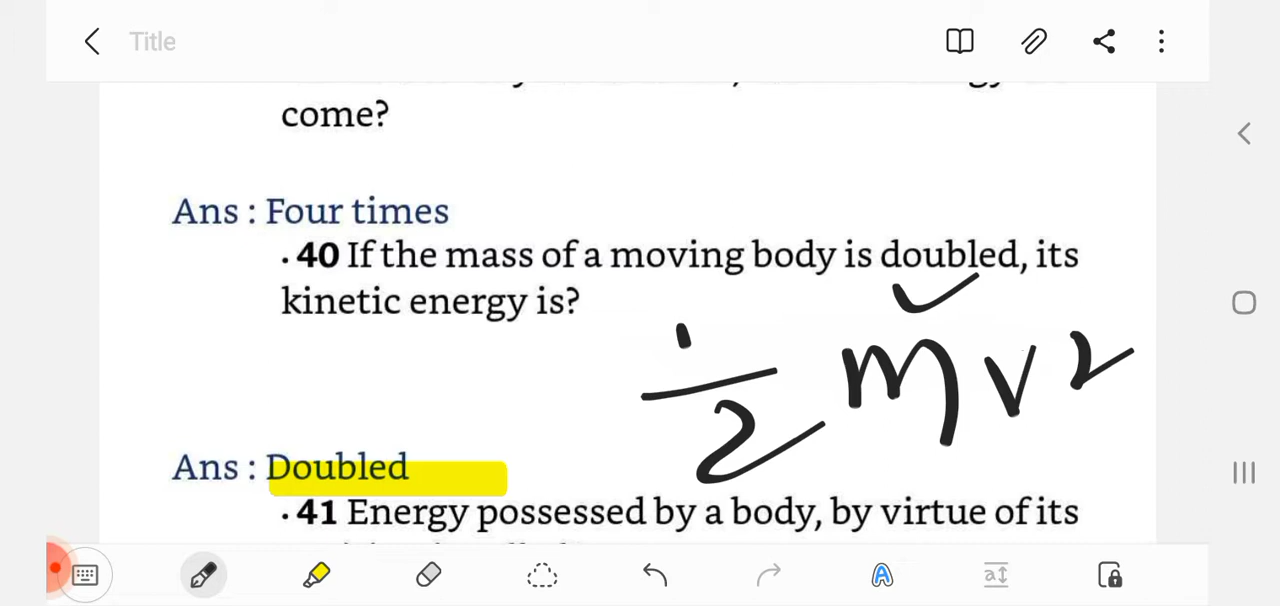 Title
come?
Ans : Four times
. 40 If the mass of a moving body is doubled, its
kinetic energy is?
1/2 mv2
Ans : Doubled
. 41 Energy possessed by a body, by virtue of its